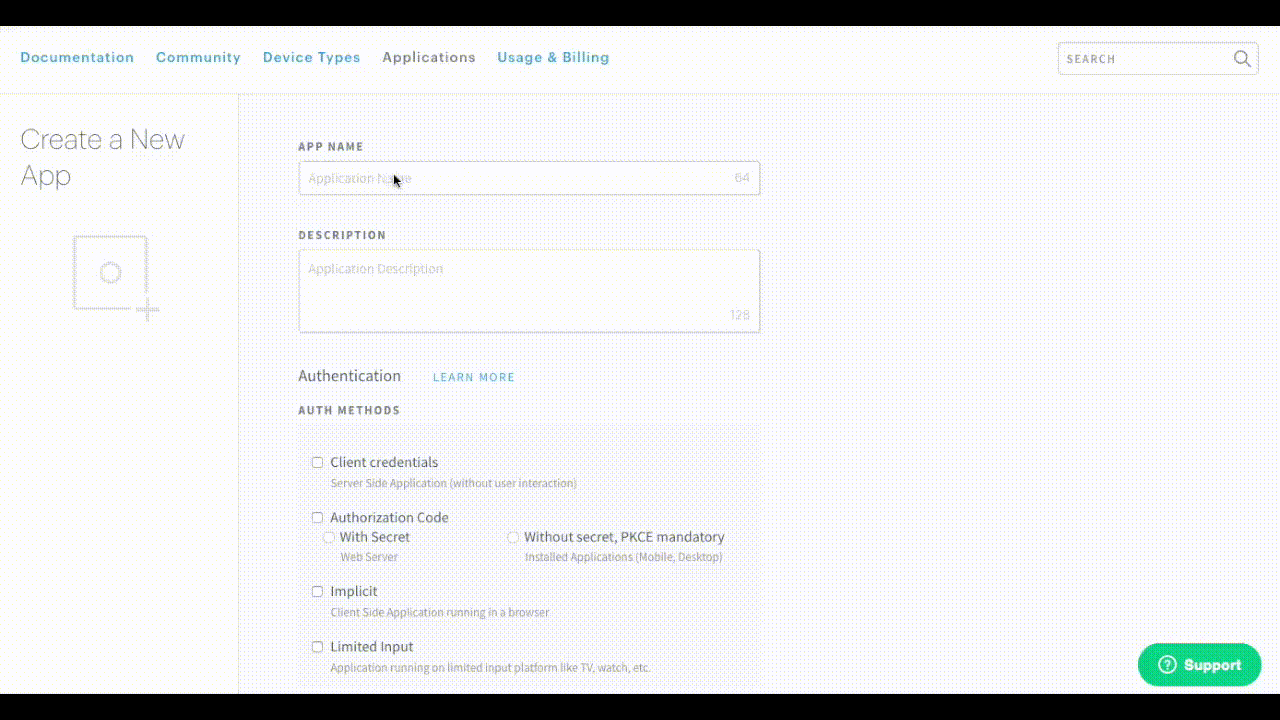 Documentation Community Device Types Applications Usage & Billing SEARCH
Create a New
App
APP NAME
Application Name 64
DESCRIPTION
Application Description
128
Authentication LEARN MORE
AUTH METHODS
Client credentials
Server Side Application (without user interaction)
Authorization Code
With Secret Without secret, PKCE mandatory
Web Server Installed Applications (Mobile, Desktop)
Implicit
Client Side Application running in a browser
Limited Input
Application running on limited input platform like TV, watch, etc.
Support